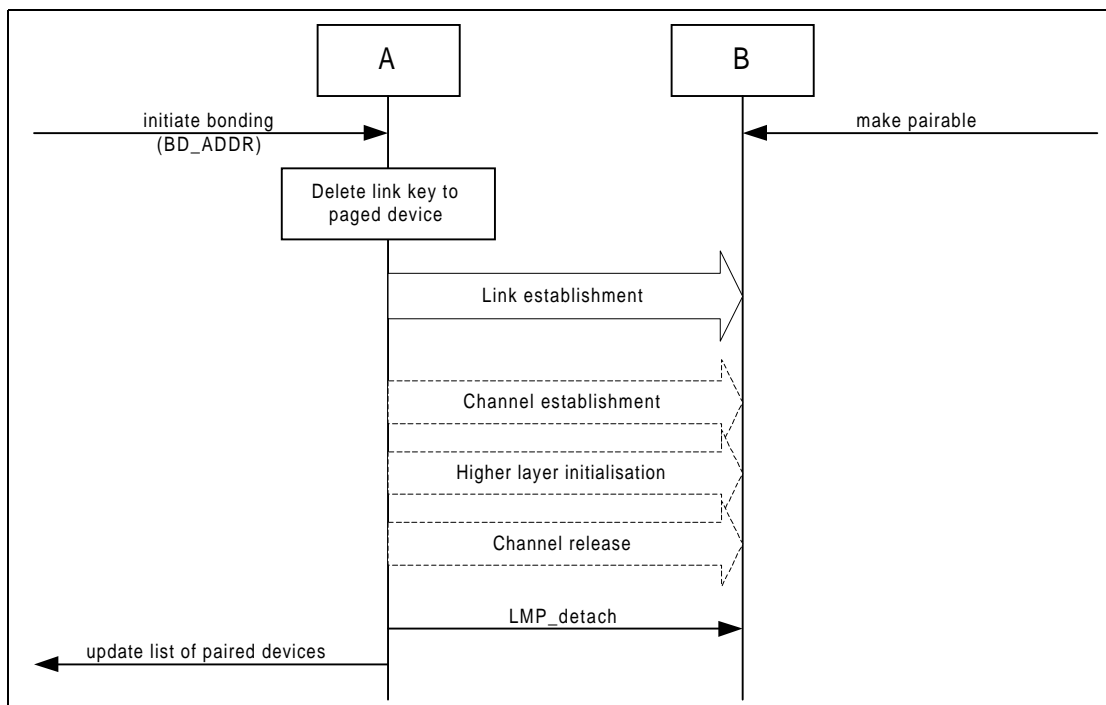 A
B
initiate bonding
(BD_ADDR)
make pairable
Delete link key to
paged device
Link establishment
Channel establishment
Higher layer initialisation
Channel release
LMP_detach
update list of paired devices